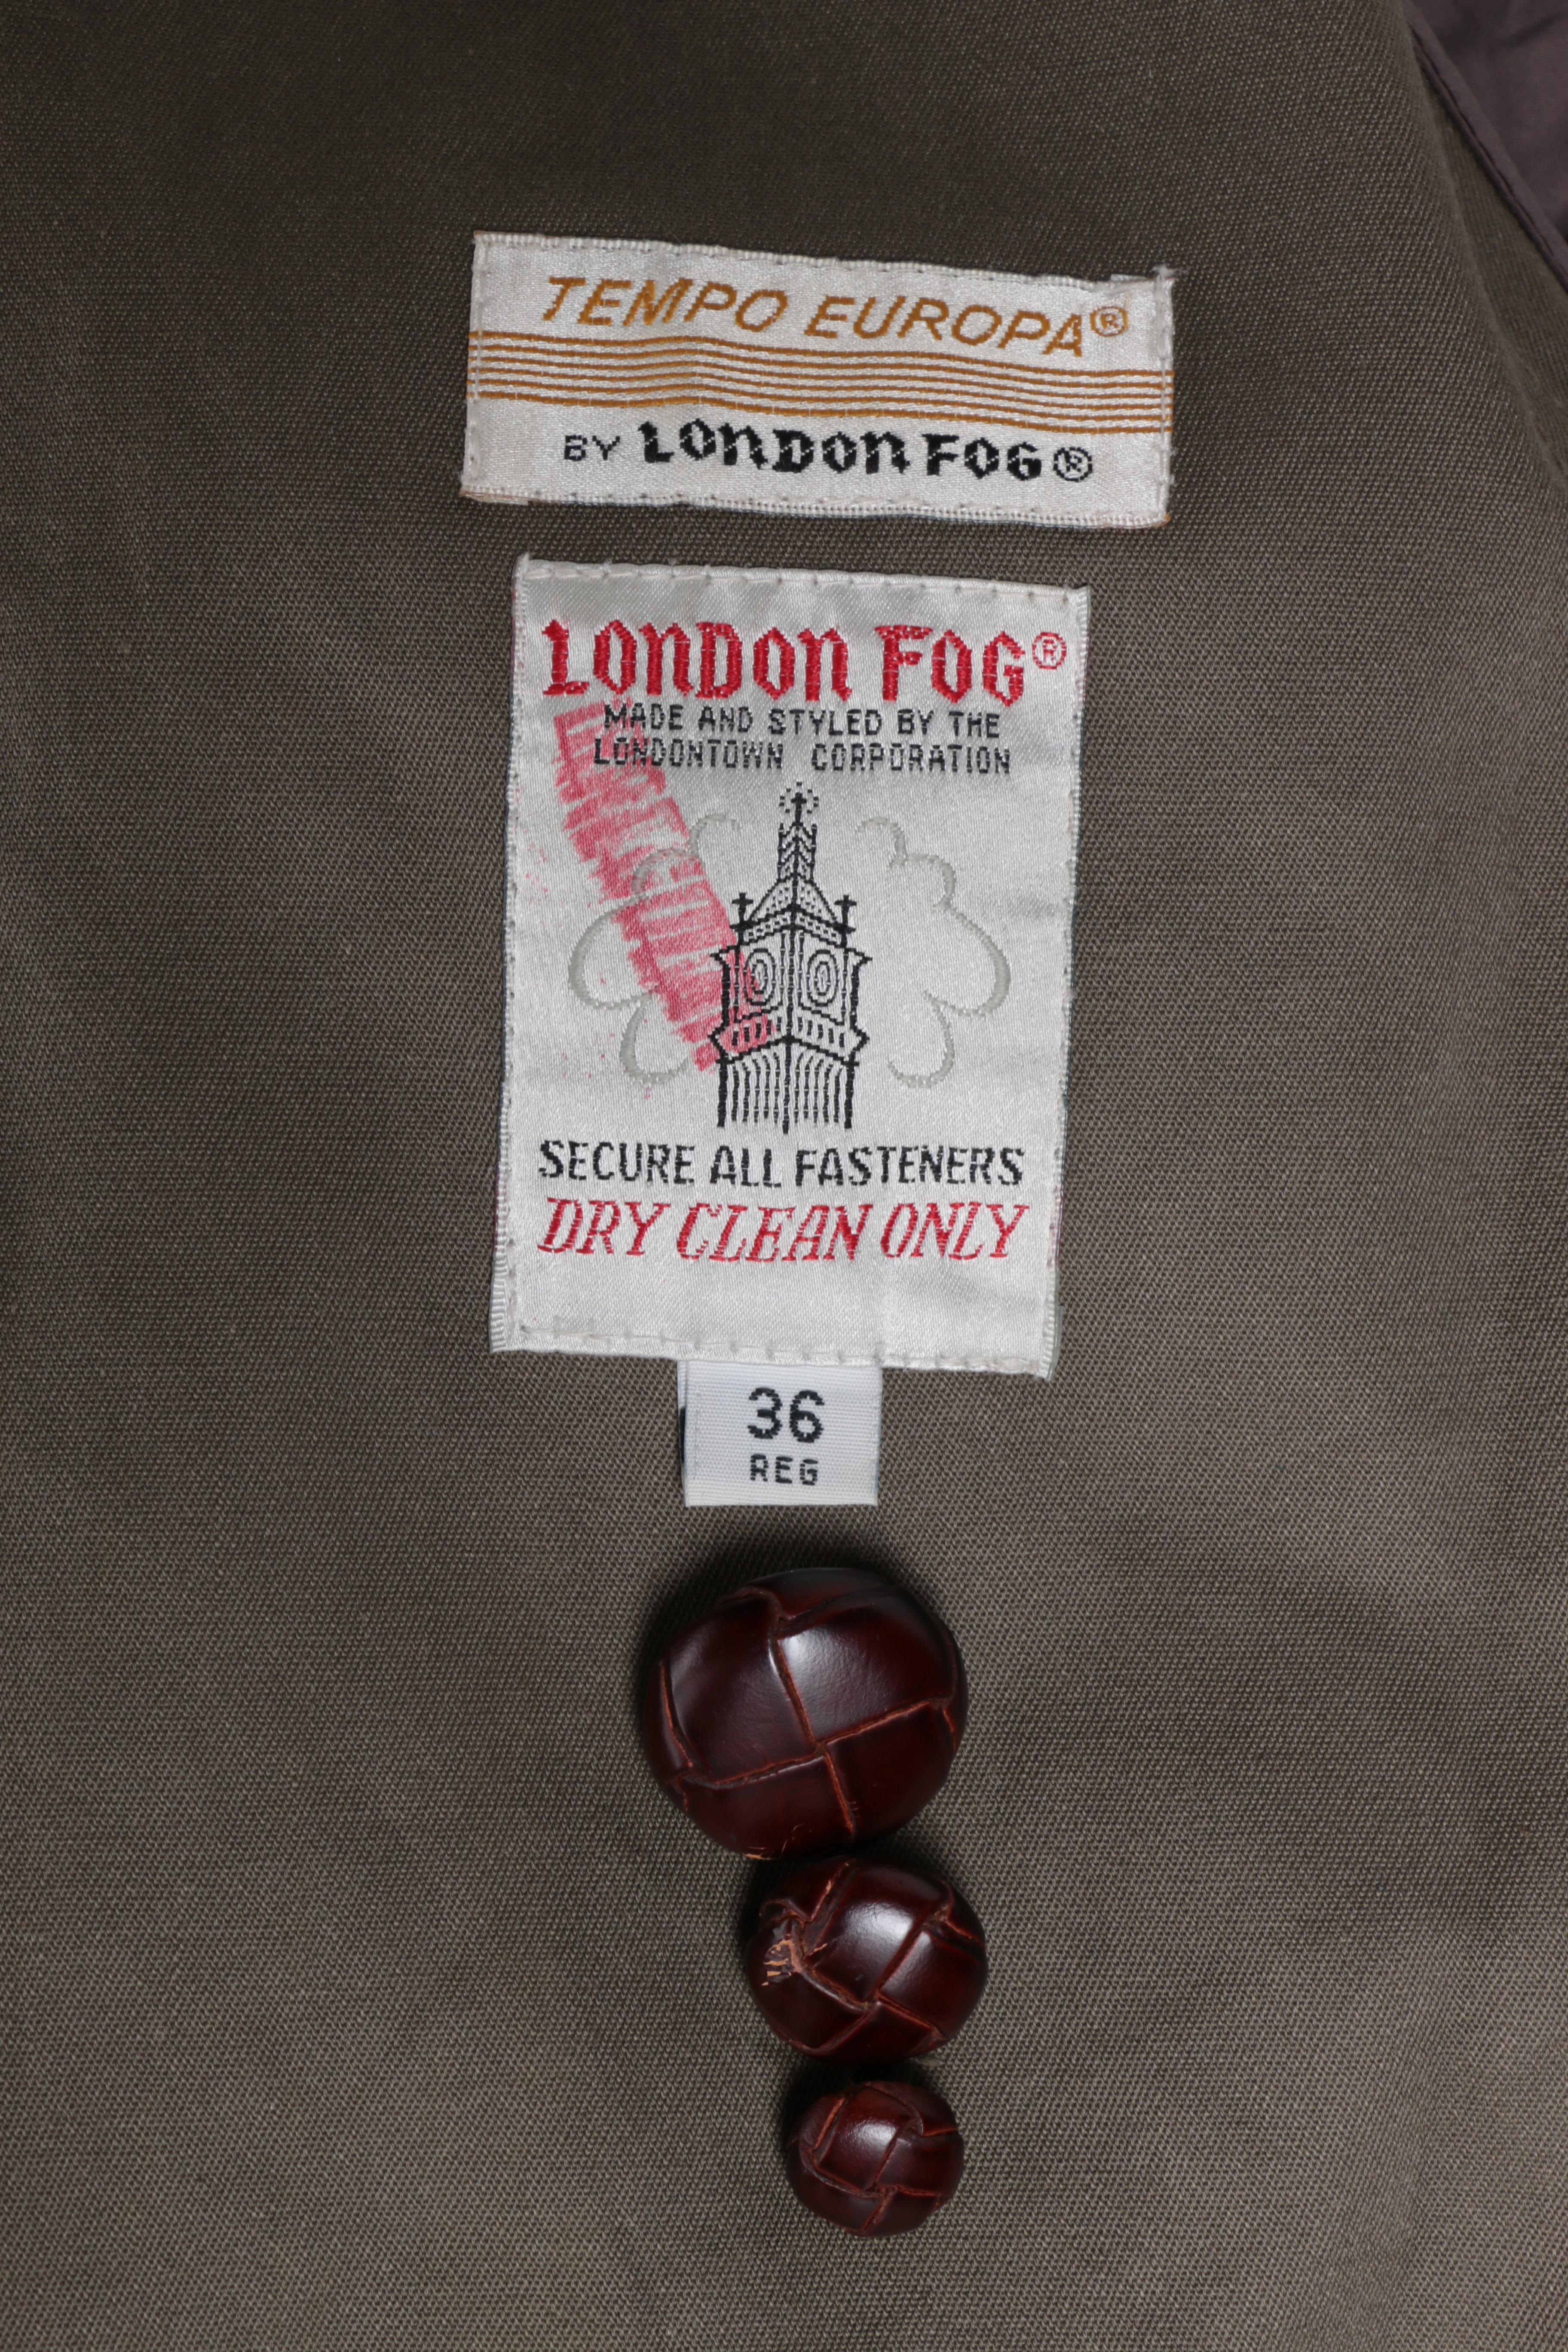 TEMPO EUROPA®
BY LONDON FOG®
LONDON FOG®
MADE AND STYLED BY THE
LONDONTOWN CORPORATION
SECURE ALL FASTENERS
DRY CLEAN ONLY
36
REG